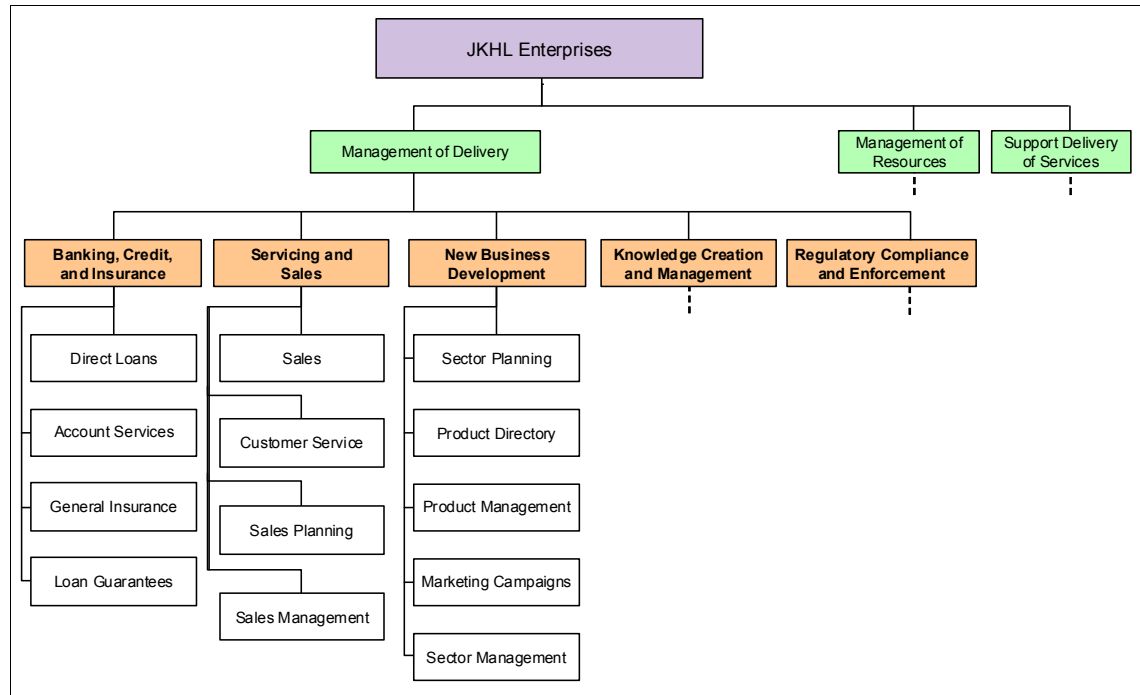 JKHL Enterprises
Management of Delivery
Management of
Resources
Support Delivery
of Services
Banking, Credit,
and Insurance
Servicing and
Sales
New Business
Development
Knowledge Creation
and Management
Regulatory Compliance
and Enforcement
Direct Loans
Account Services
General Insurance
Loan Guarantees
Sales
Customer Service
Sales Planning
Sales Management
Sector Planning
Product Directory
Product Management
Marketing Campaigns
Sector Management